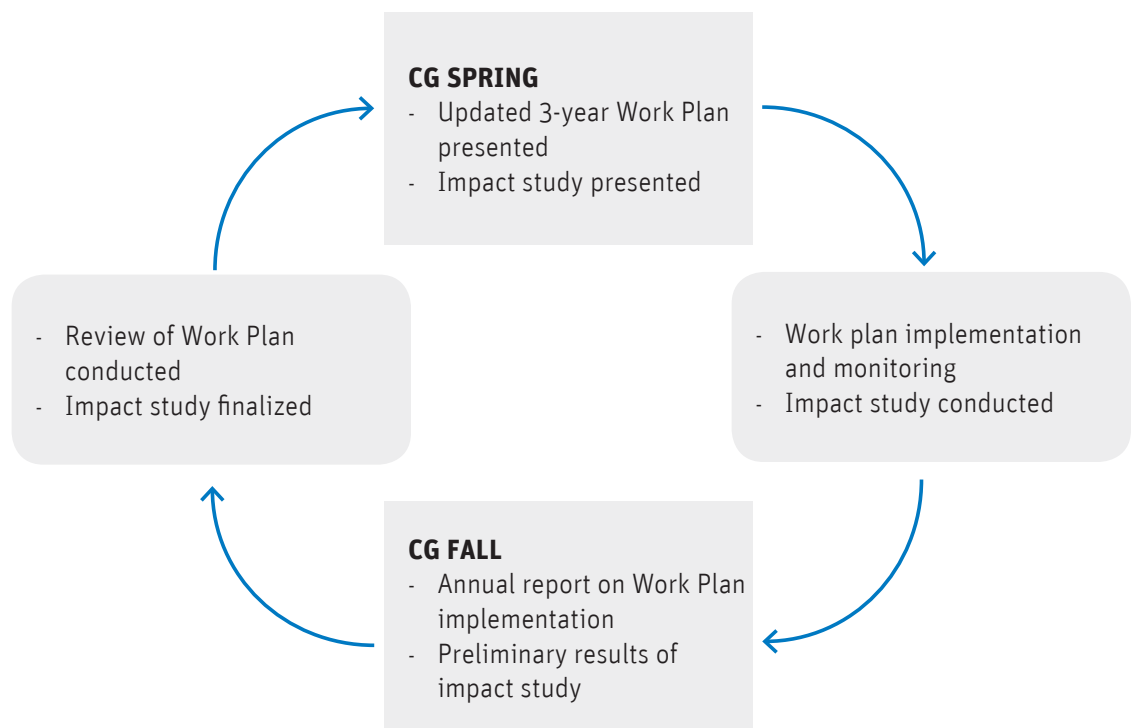 CG SPRING
- Updated 3-year Work Plan
presented
- Impact study presented
- Review of Work Plan
conducted
- Impact study finalized
- Work plan implementation
and monitoring
- Impact study conducted
CG FALL
- Annual report on Work Plan
implementation
- Preliminary results of
impact study